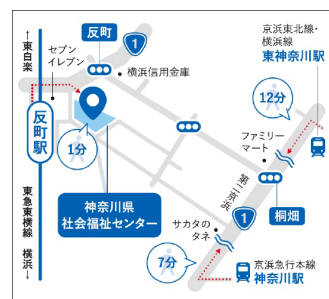 ←東白楽
セブン
イレブン
反町
1
横浜信用金庫
京浜東北線・
横浜線
東神奈川駅
12分
反町駅
1分
ファミリー
マート
神奈川県
社会福祉センター
第二京浜
桐畑
1
サカタの
タネ
7分
東急東横線
横浜→
京浜急行本線
神奈川駅